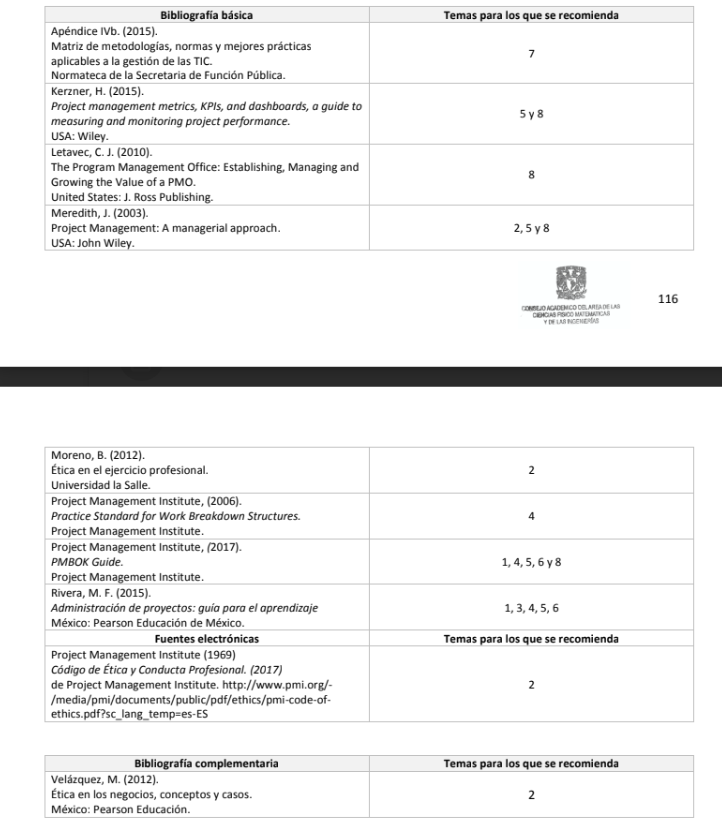 Bibliografía básica
Temas para los que se recomienda
Apéndice IVb. (2015).
Matriz de metodologías, normas y mejores prácticas
aplicables a la gestión de las TIC.
Normateca de la Secretaria de Función Pública.
7
Kerzner, H. (2015).
Project management metrics, KPIs, and dashboards, a guide to
measuring and monitoring project performance.
USA: Wiley.
5 y 8
Letavec, C. J. (2010).
The Program Management Office: Establishing, Managing and
Growing the Value of a PMO.
United States: J. Ross Publishing.
8
Meredith, J. (2003).
Project Management: A managerial approach.
USA: John Wiley.
2, 5 y 8
CONSEJO ACADEMICO DEL AREA DE LAS
CIENCIAS FISICO MATEMATICAS
Y DE LAS INGENIERÍAS
116
Moreno, B. (2012).
Ética en el ejercicio profesional.
Universidad la Salle.
2
Project Management Institute, (2006).
Practice Standard for Work Breakdown Structures.
Project Management Institute.
4
Project Management Institute, (2017).
PMBOK Guide.
Project Management Institute.
1, 4, 5, 6 y 8
Rivera, M. F. (2015).
Administración de proyectos: guía para el aprendizaje
México: Pearson Educación de México.
1, 3, 4, 5, 6
Fuentes electrónicas
Temas para los que se recomienda
Project Management Institute (1969)
Código de Ética y Conducta Profesional. (2017)
de Project Management Institute. http://www.pmi.org/-
/media/pmi/documents/public/pdf/ethics/pmi-code-of-
ethics.pdf?sc_lang_temp=es-ES
2
Bibliografía complementaria
Temas para los que se recomienda
Velázquez, M. (2012).
Ética en los negocios, conceptos y casos.
México: Pearson Educación.
2